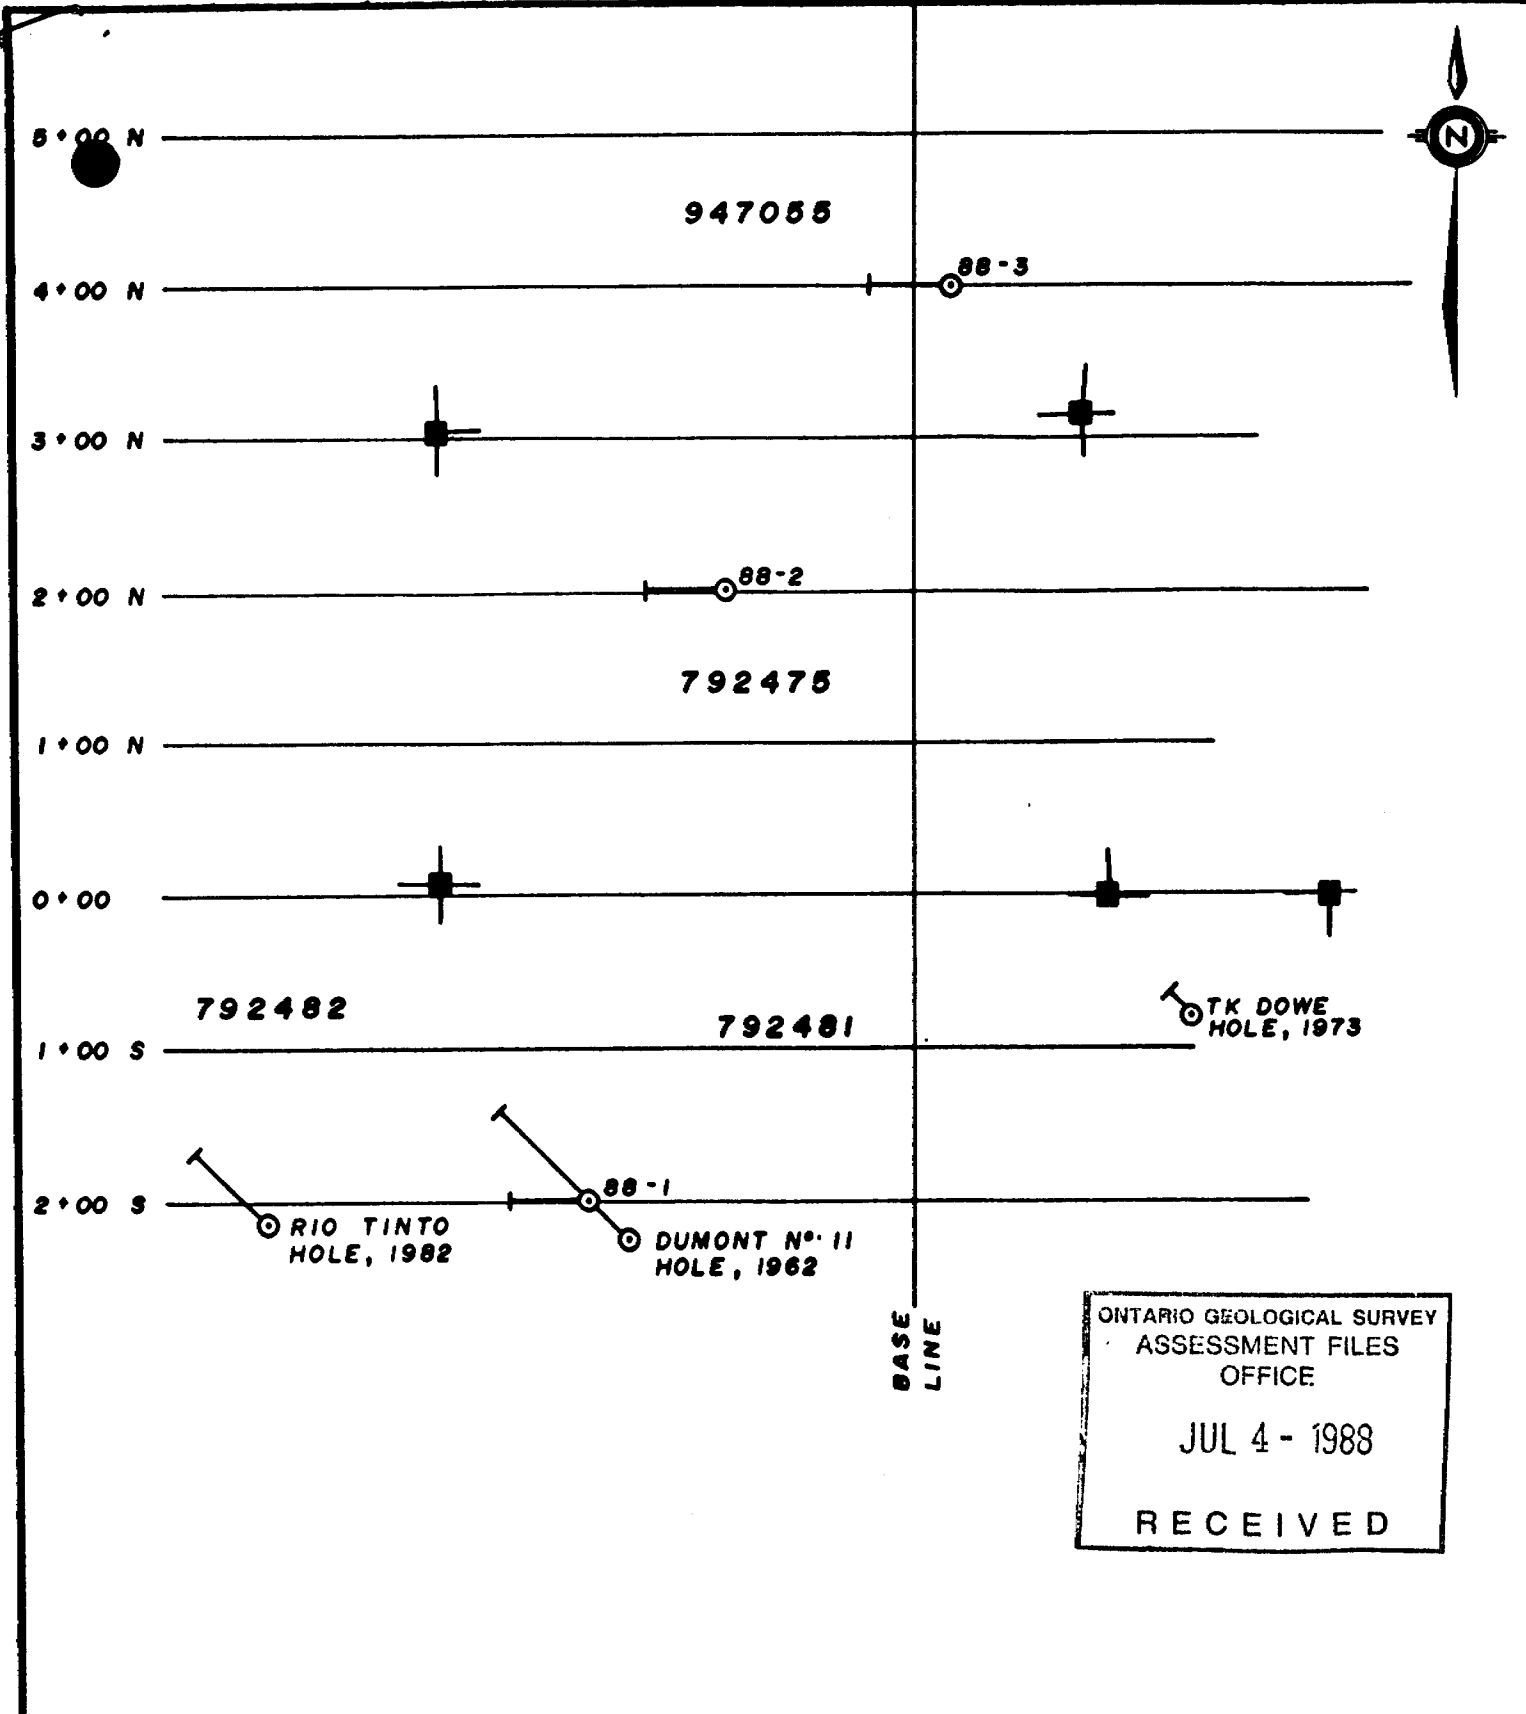 5+00 N
N
947055
88-3
4+00 N
3+00 N
88-2
2+00 N
792475
1+00 N
0+00
792482
792481
TK DOWE
HOLE, 1973
1+00 S
88-1
2+00 S
RIO TINTO
HOLE, 1982
DUMONT Nº. 11
HOLE, 1962
BASE
LINE
ONTARIO GEOLOGICAL SURVEY
ASSESSMENT FILES
OFFICE
JUL 4 - 1988
RECEIVED